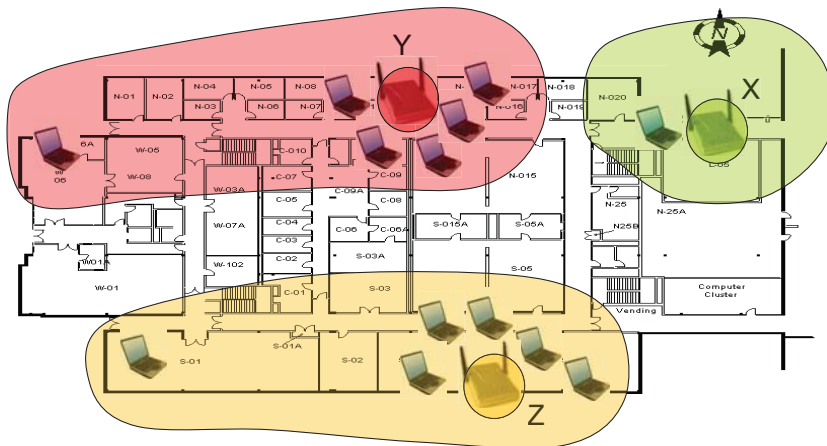 Y
N
X
N-04
N-05
N-08
N-017
N-018
N-01
N-02
N-020
N-03
N-06
N-07
N-016
N-019
6A
W-05
C-010
W
06
W-08
C-07
C-09
C-05
W-03A
C-09A
N-015
C-05
C-08
N-25
N-25A
W-07A
C-04
C-06
C-06A
S-015A
S-05A
N25B
C-03
W01A
W-102
C-02
S-03A
S-05
W-01
C-01
S-03
Computer
Cluster
Vending
S-01
S-01A
S-02
Z